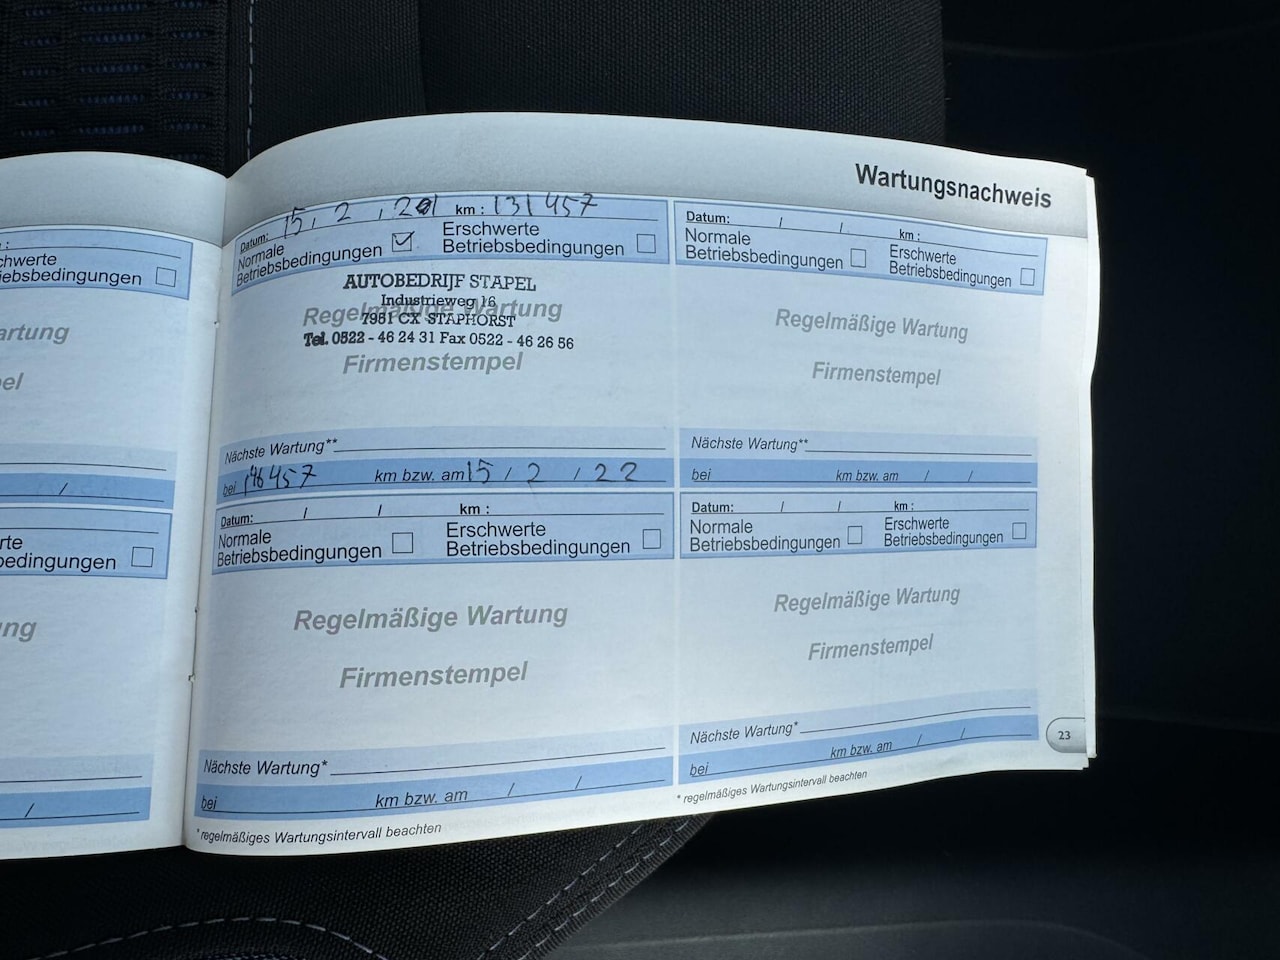 Wartungsnachweis
Datum: 15, 2, 21 km : 131457
Normale Betriebsbedingungen
Erschwerte Betriebsbedingungen
AUTOBEDRIJF STAPEL
Industrieweg 16
7951 CX STAPHORST
Tel. 0522 - 46 24 31 Fax 0522 - 46 26 56
Regelmäßige Wartung
Firmenstempel
Nächste Wartung**
bei 146457 km bzw. am 15 / 2 / 22
Datum: / / km :
Normale Betriebsbedingungen
Erschwerte Betriebsbedingungen
Regelmäßige Wartung
Firmenstempel
Nächste Wartung*
bei km bzw. am / /
*regelmäßiges Wartungsintervall beachten
Datum: / / km :
Normale Betriebsbedingungen
Erschwerte Betriebsbedingungen
Regelmäßige Wartung
Firmenstempel
Nächste Wartung**
bei km bzw. am / /
Datum: / / km :
Normale Betriebsbedingungen
Erschwerte Betriebsbedingungen
Regelmäßige Wartung
Firmenstempel
Nächste Wartung*
bei km bzw. am / /
* regelmäßiges Wartungsintervall beachten
23